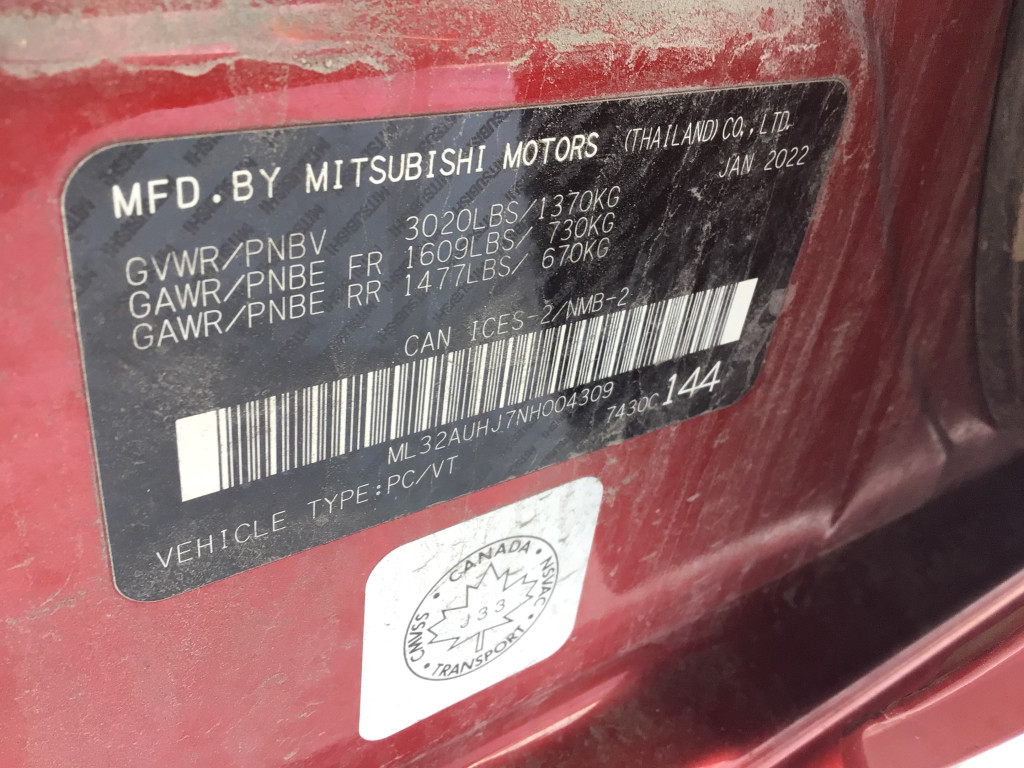 MFD. BY MITSUBISHI MOTORS (THAILAND) CO., LTD.
JAN 2022
GVWR/PNBV 3020LBS/1370KG
GAWR/PNBE FR 1609LBS/ 730KG
GAWR/PNBE RR 1477LBS/ 670KG
CAN ICES-2/NMB-2
ML32AUHJ7NH004309
7430C 144
VEHICLE TYPE:PC/VT
CANADA
NSVAC · CMVSS
333
TRANSPORT